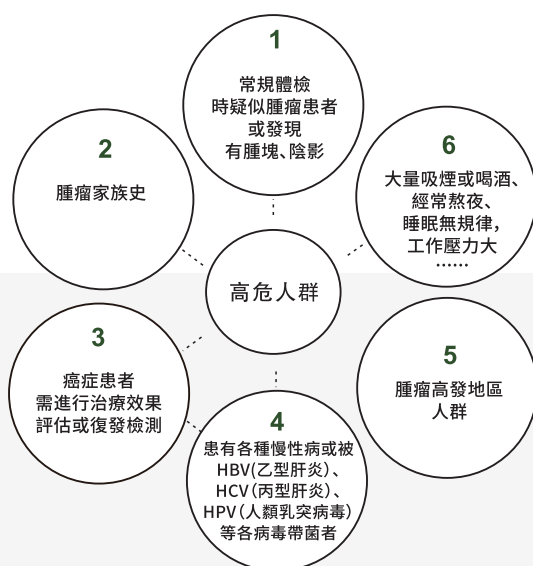 1
常規體檢
時疑似腫瘤患者
或發現
有腫塊、陰影
2
腫瘤家族史
3
癌症患者
需進行治療效果
評估或復發檢測
4
患有各種慢性病或被
HBV(乙型肝炎)、
HCV(丙型肝炎)、
HPV(人類乳突病毒)
等各病毒帶菌者
5
腫瘤高發地區
人群
6
大量吸煙或喝酒、
經常熬夜、
睡眠無規律,
工作壓力大
······
高危人群